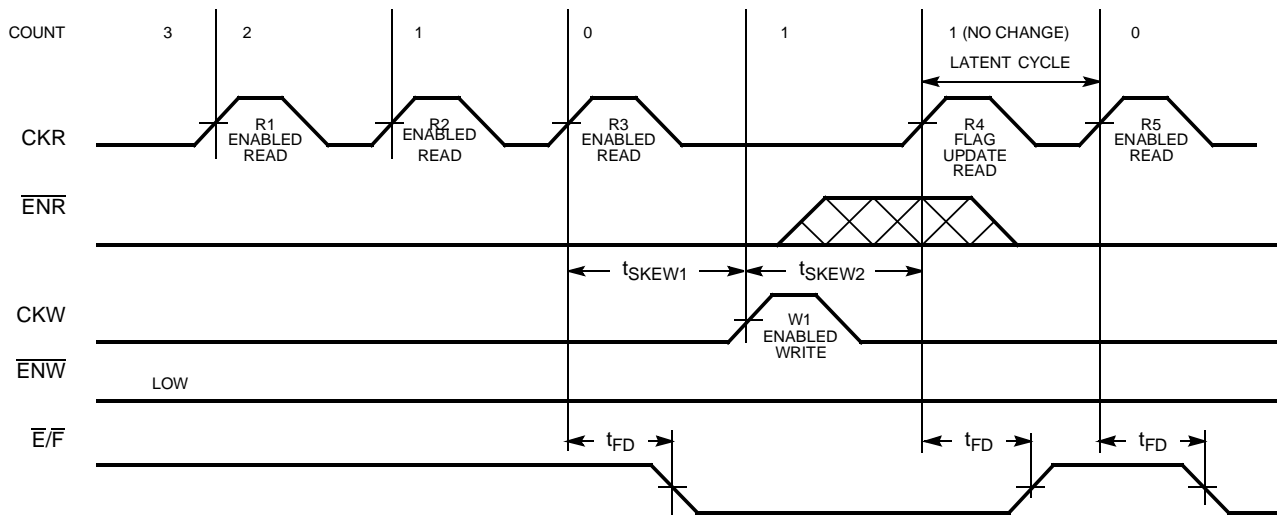 COUNT 3 2 1 0 1 1 (NO CHANGE) 0
LATENT CYCLE
CKR
R1
ENABLED
READ
R2
ENABLED
READ
R3
ENABLED
READ
R4
FLAG
UPDATE
READ
R5
ENABLED
READ
ENR
tSKEW1 tSKEW2
CKW
W1
ENABLED
WRITE
ENW
LOW
E/F
tFD tFD tFD